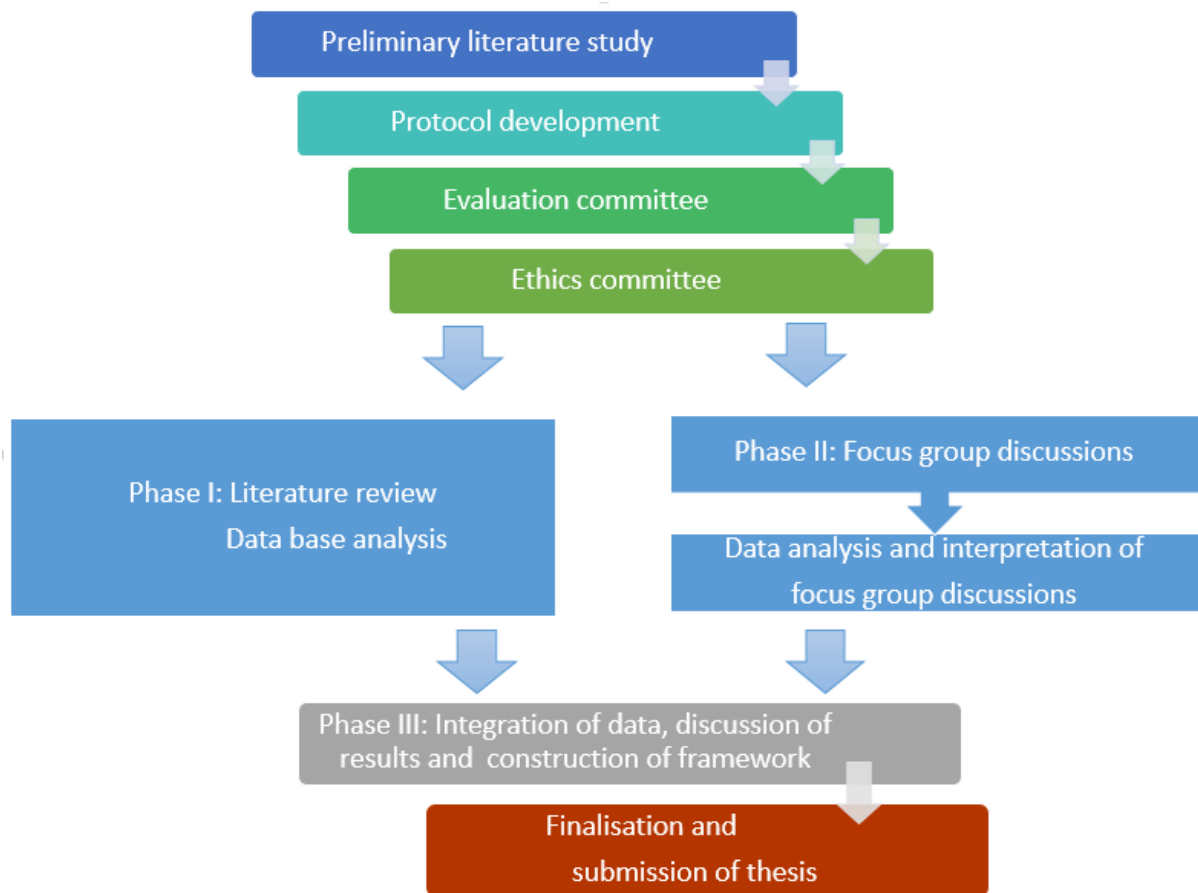 Preliminary literature study
Protocol development
Evaluation committee
Ethics committee
Phase I: Literature review
Data base analysis
Phase II: Focus group discussions
Data analysis and interpretation of
focus group discussions
Phase III: Integration of data, discussion of
results and construction of framework
Finalisation and
submission of thesis